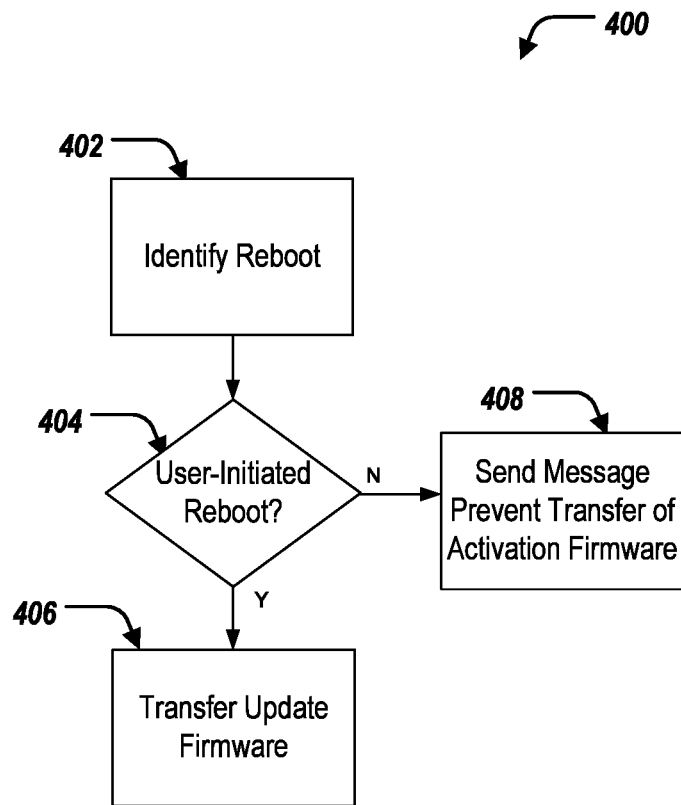 400
402
Identify Reboot
404
User-Initiated
Reboot?
N
408
Send Message
Prevent Transfer of
Activation Firmware
Y
406
Transfer Update
Firmware